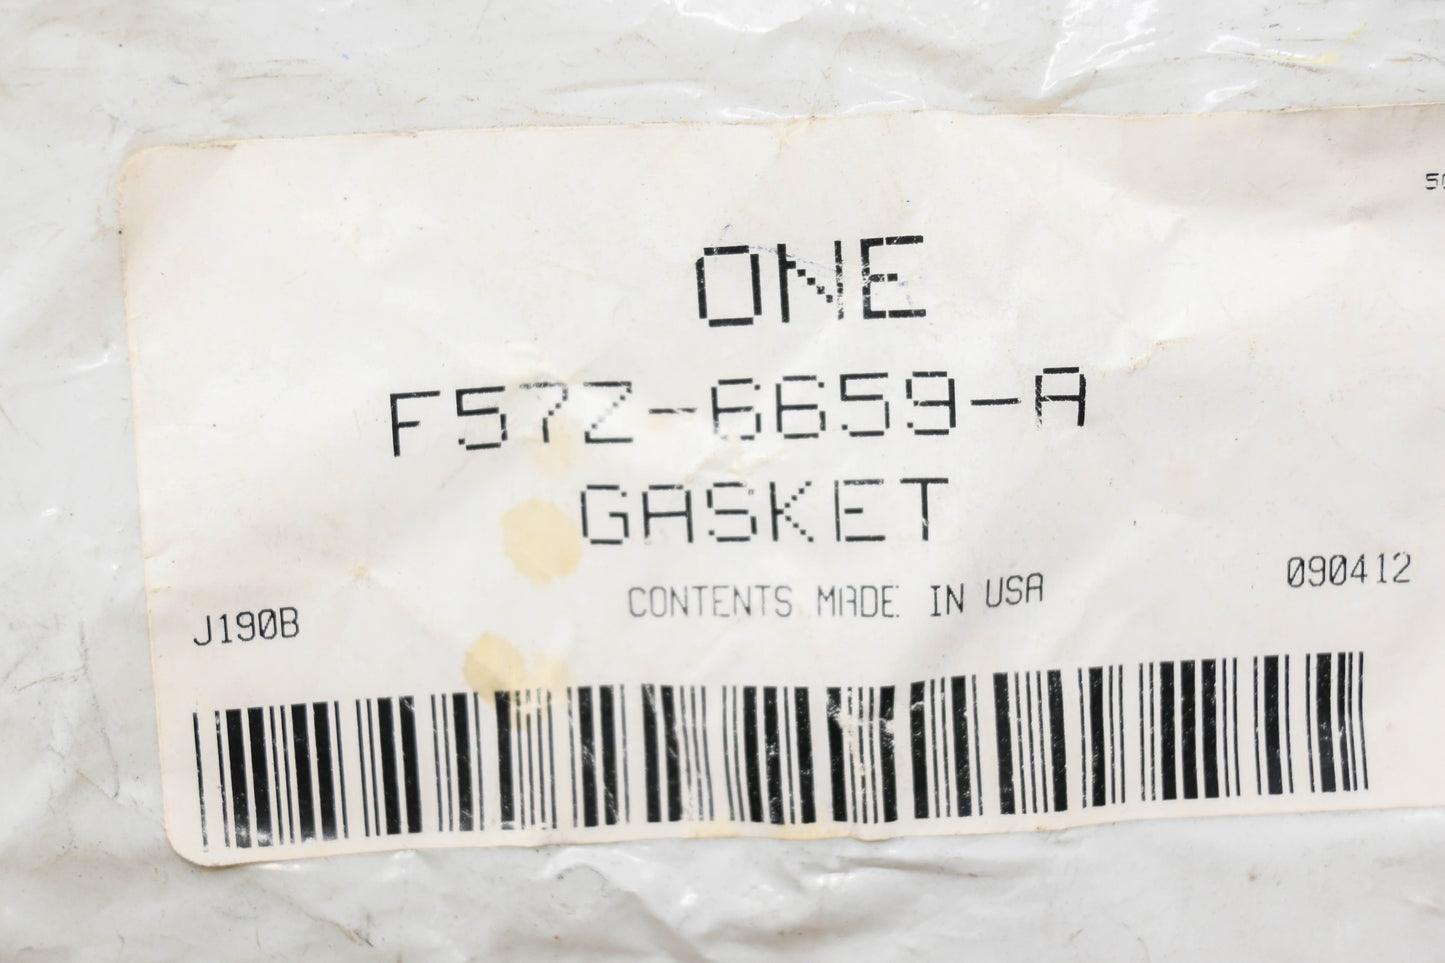 ONE
F57Z-6659-A
GASKET
CONTENTS MADE IN USA
090412
J190B